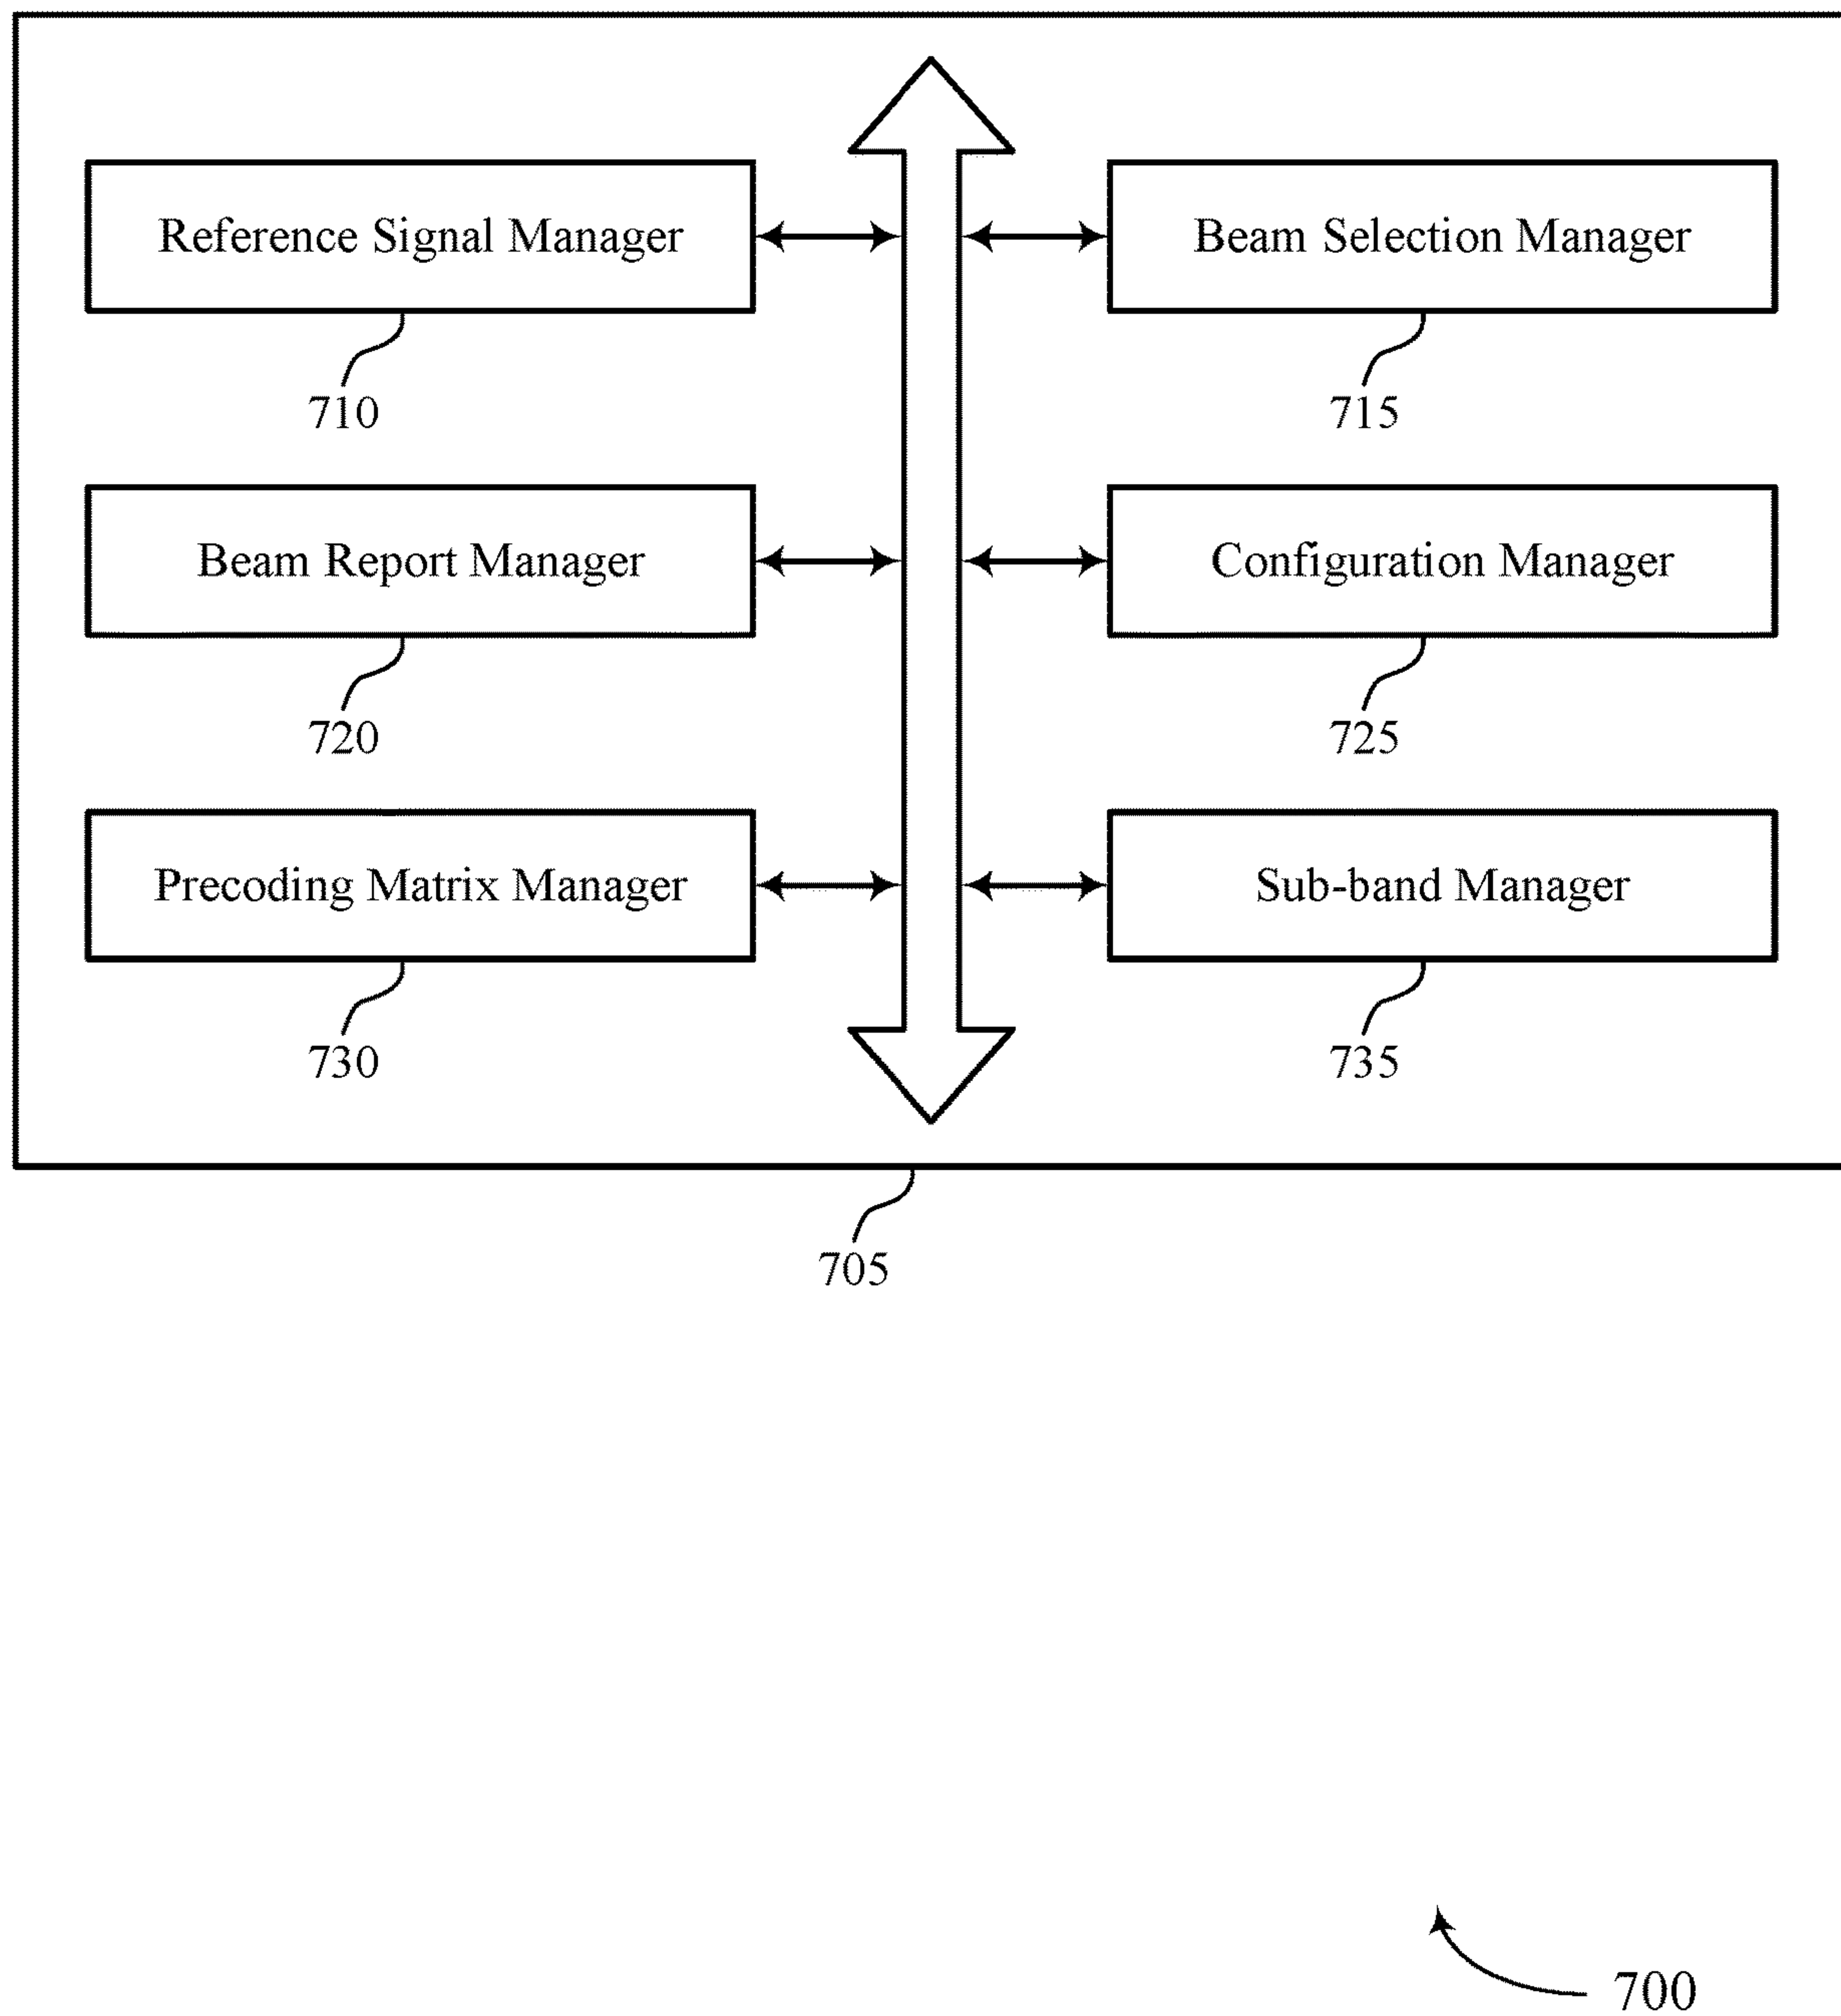 Reference Signal Manager
Beam Selection Manager
710
715
Beam Report Manager
Configuration Manager
720
725
Precoding Matrix Manager
Sub-band Manager
730
735
705
700